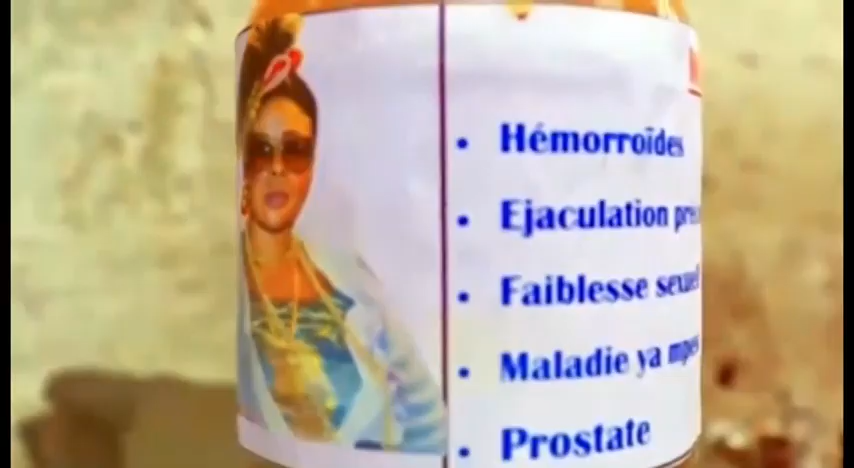 • Hémorroïdes
• Ejaculation
• Faiblesse
• Maladie ya
• Prostate